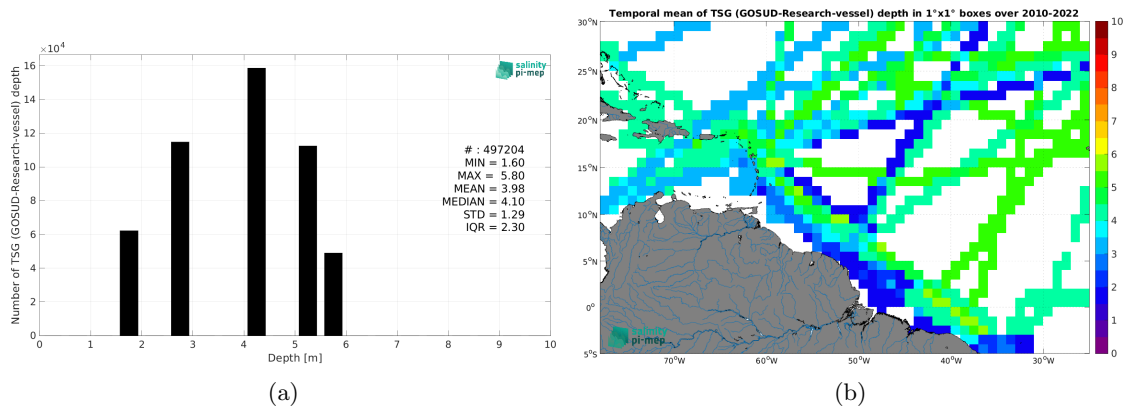 ×10⁴
16
14
12
10
8
6
4
2
0
Number of TSG (GOSUD-Research-vessel) depth
0 1 2 3 4 5 6 7 8 9 10
Depth [m]
salinity
pi-mep
# : 497204
MIN = 1.60
MAX = 5.80
MEAN = 3.98
MEDIAN = 4.10
STD = 1.29
IQR = 2.30
(a)
Temporal mean of TSG (GOSUD-Research-vessel) depth in 1°x1° boxes over 2010-2022
30°N
25°N
20°N
15°N
10°N
5°N
0°
5°S
70°W 60°W 50°W 40°W 30°W
salinity
pi-mep
10
9
8
7
6
5
4
3
2
1
0
(b)